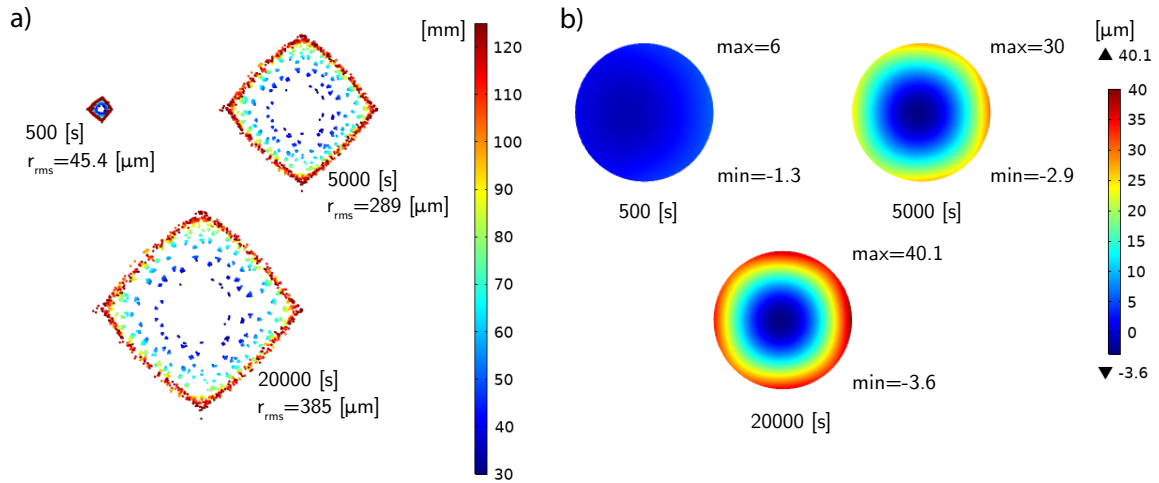 a)
[mm]
120
110
100
90
80
70
60
50
40
30
500 [s]
r_rms=45.4 [μm]
5000 [s]
r_rms=289 [μm]
20000 [s]
r_rms=385 [μm]
b)
[μm]
▲ 40.1
40
35
30
25
20
15
10
5
0
▼ -3.6
max=6
min=-1.3
500 [s]
max=30
min=-2.9
5000 [s]
max=40.1
min=-3.6
20000 [s]